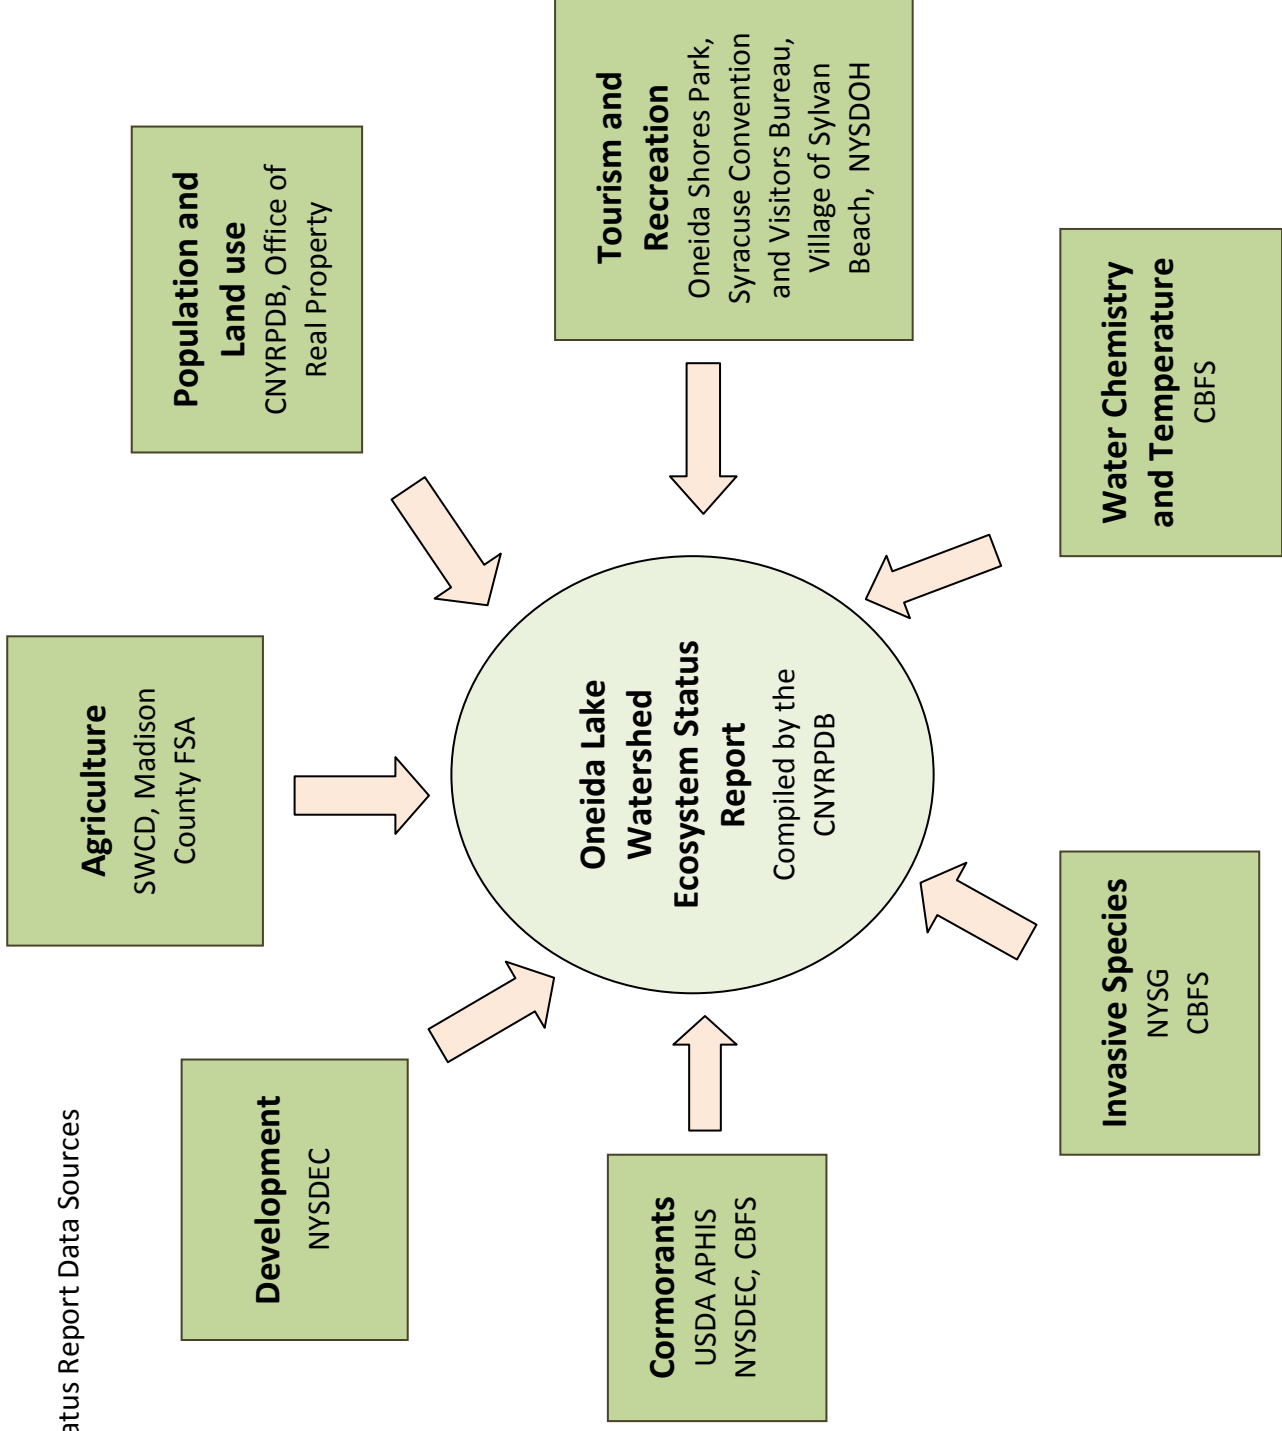 atus Report Data Sources
Development
NYSDEC
Agriculture
SWCD, Madison
County FSA
Population and
Land use
CNYRPDB, Office of
Real Property
Cormorants
USDA APHIS
NYSDEC, CBFS
Oneida Lake
Watershed
Ecosystem Status
Report
Compiled by the
CNYRPDB
Tourism and
Recreation
Oneida Shores Park,
Syracuse Convention
and Visitors Bureau,
Village of Sylvan
Beach, NYSDOH
Invasive Species
NYSG
CBFS
Water Chemistry
and Temperature
CBFS